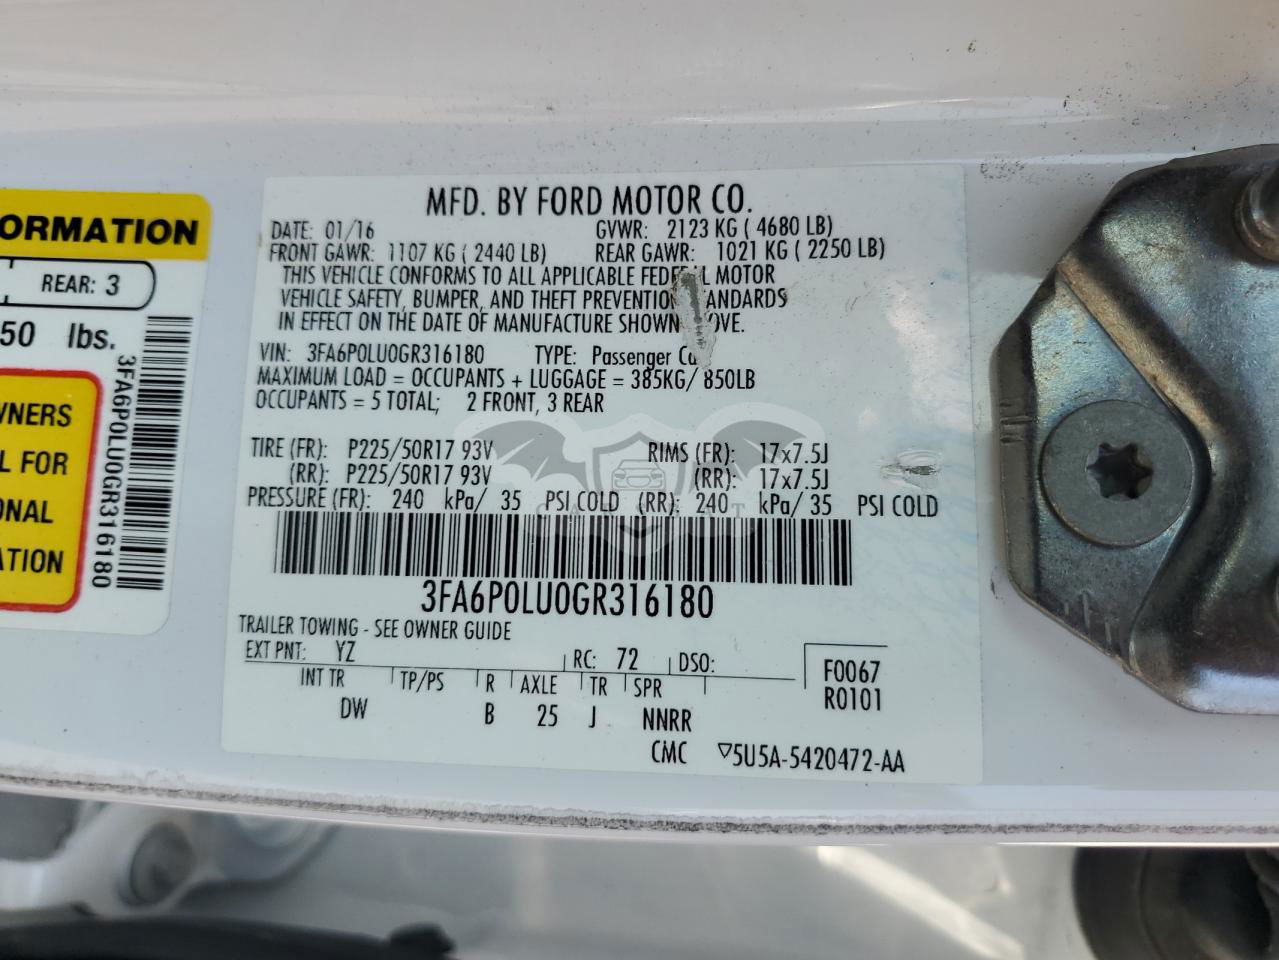 ORMATION
REAR: 3
50 lbs.
WNERS
L FOR
ONAL
ATION
3FA6P0LU0GR316180
MFD. BY FORD MOTOR CO.
DATE: 01/16 GVWR: 2123 KG ( 4680 LB)
FRONT GAWR: 1107 KG ( 2440 LB) REAR GAWR: 1021 KG ( 2250 LB)
THIS VEHICLE CONFORMS TO ALL APPLICABLE FEDE L MOTOR
VEHICLE SAFETY, BUMPER, AND THEFT PREVENTION ANDARDS
IN EFFECT ON THE DATE OF MANUFACTURE SHOWN OVE.
VIN: 3FA6P0LU0GR316180 TYPE: Passenger Ca
MAXIMUM LOAD = OCCUPANTS + LUGGAGE = 385KG/ 850LB
OCCUPANTS = 5 TOTAL; 2 FRONT, 3 REAR
TIRE (FR): P225/50R17 93V RIMS (FR): 17x7.5J
(RR): P225/50R17 93V (RR): 17x7.5J
PRESSURE (FR): 240 kPa/ 35 PSI COLD (RR): 240 kPa/ 35 PSI COLD
3FA6P0LU0GR316180
TRAILER TOWING - SEE OWNER GUIDE
EXT PNT: YZ RC: 72 DSO: F0067
INT TR TP/PS R AXLE TR SPR R0101
DW B 25 J NNRR
CMC ▽5U5A-5420472-AA